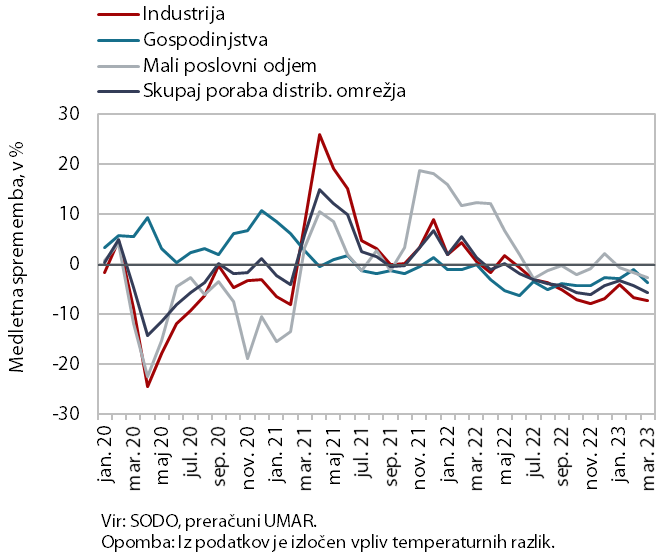 Industrija
Gospodinjstva
Mali poslovni odjem
Skupaj poraba distrib. omrežja
Medletna sprememba, v %
30
20
10
0
-10
-20
-30
jan. 20
mar. 20
maj 20
jul. 20
sep. 20
nov. 20
jan. 21
mar. 21
maj 21
jul. 21
sep. 21
nov. 21
jan. 22
mar. 22
maj 22
jul. 22
sep. 22
nov. 22
jan. 23
mar. 23
Vir: SODO, preračuni UMAR.
Opomba: Iz podatkov je izločen vpliv temperaturnih razlik.